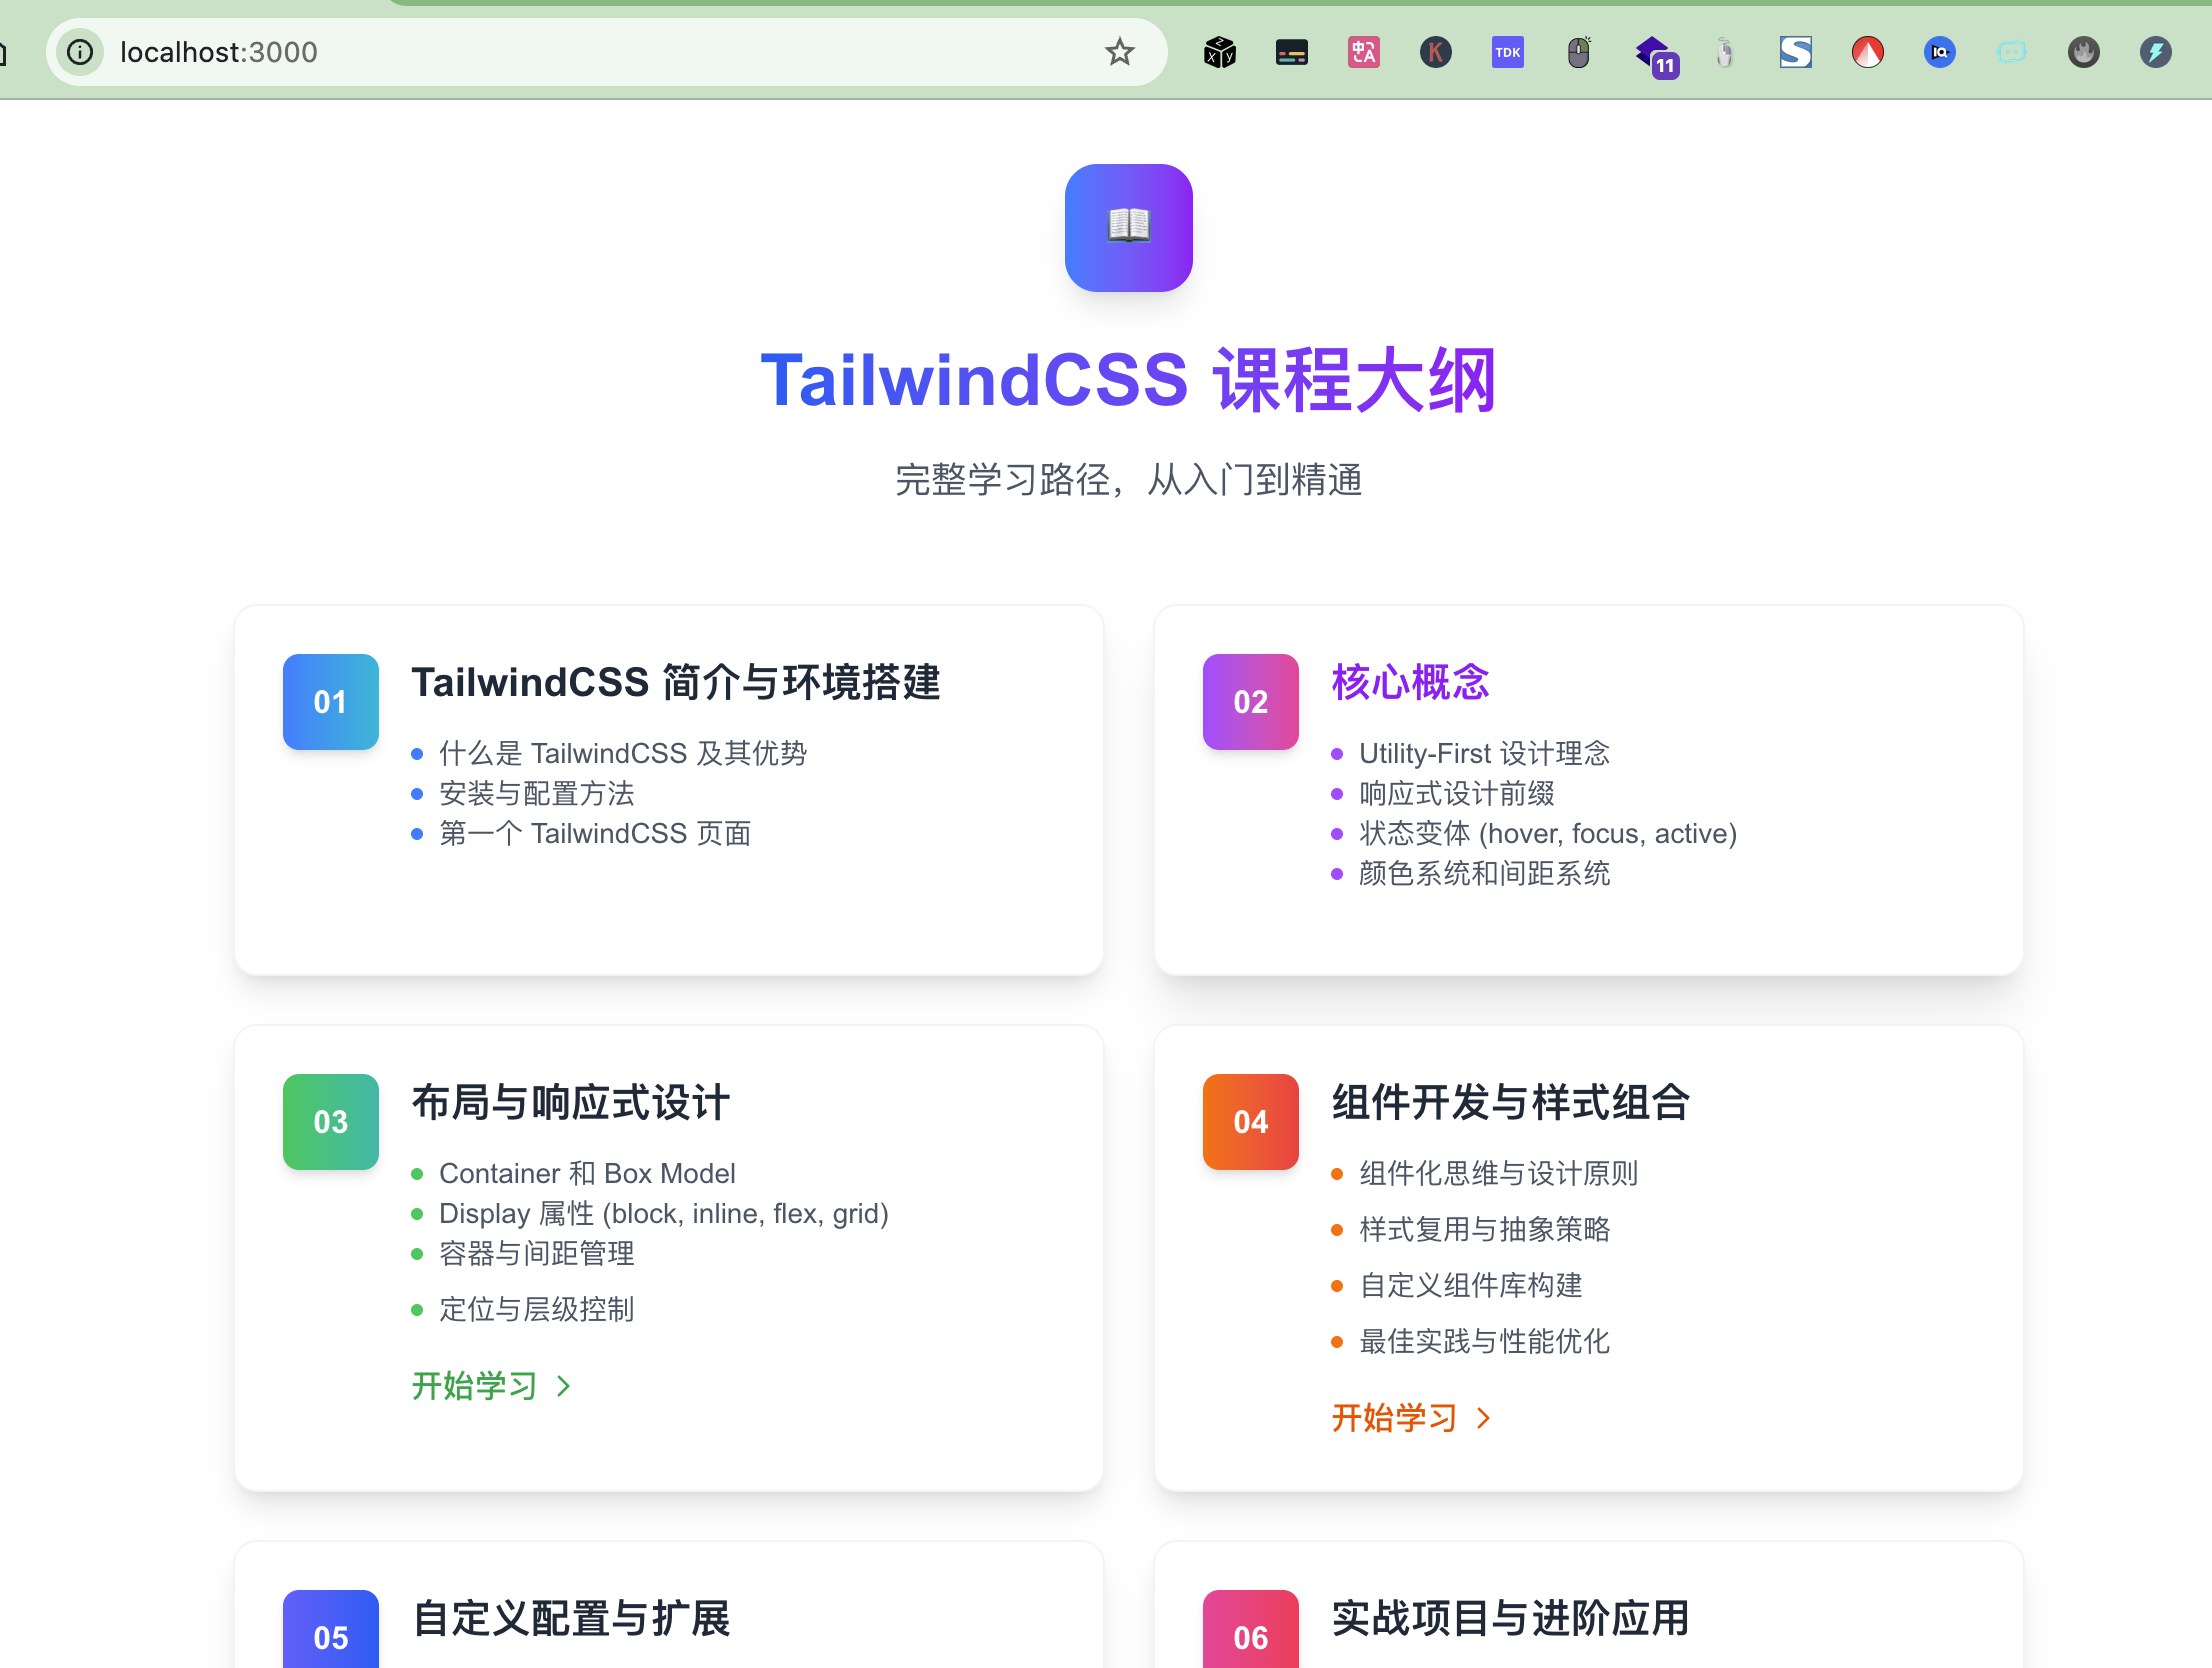 localhost:3000
中 A
K
TDK
11
S
TailwindCSS 课程大纲
完整学习路径，从入门到精通
01
TailwindCSS 简介与环境搭建
什么是 TailwindCSS 及其优势
安装与配置方法
第一个 TailwindCSS 页面
02
核心概念
Utility-First 设计理念
响应式设计前缀
状态变体 (hover, focus, active)
颜色系统和间距系统
03
布局与响应式设计
Container 和 Box Model
Display 属性 (block, inline, flex, grid)
容器与间距管理
定位与层级控制
开始学习
04
组件开发与样式组合
组件化思维与设计原则
样式复用与抽象策略
自定义组件库构建
最佳实践与性能优化
开始学习
05
自定义配置与扩展
06
实战项目与进阶应用